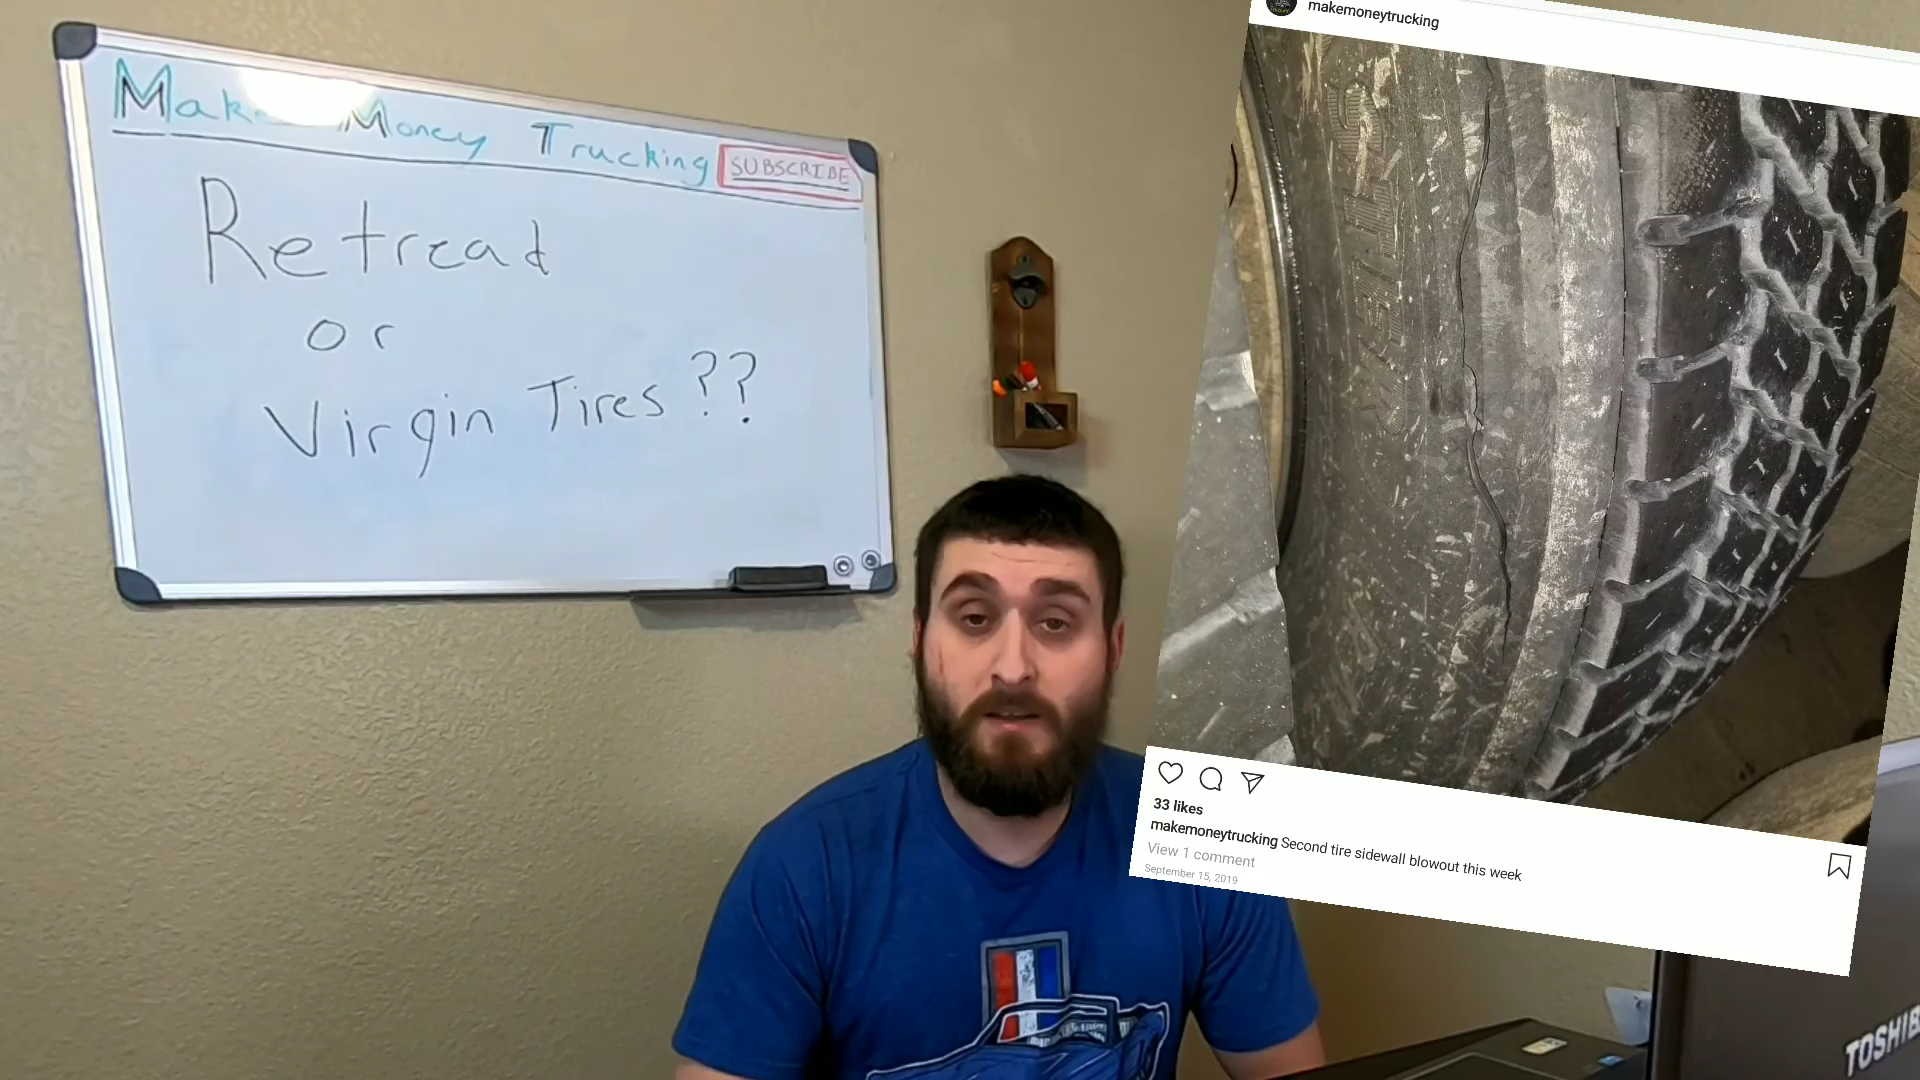 Make Money Trucking
SUBSCRIBE
Retread
or
Virgin Tires??
makemoneytrucking
33 likes
makemoneytrucking Second tire sidewall blowout this week
View 1 comment
September 15, 2019